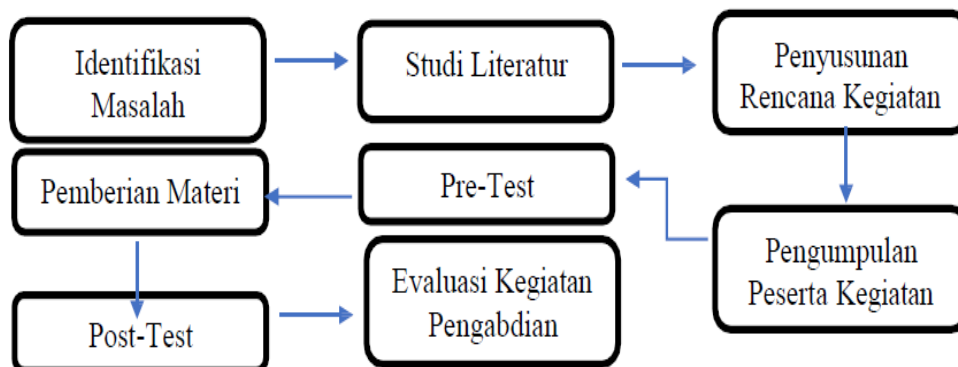 Identifikasi
Masalah
Studi Literatur
Penyusunan
Rencana Kegiatan
Pengumpulan
Peserta Kegiatan
Pre-Test
Pemberian Materi
Post-Test
Evaluasi Kegiatan
Pengabdian